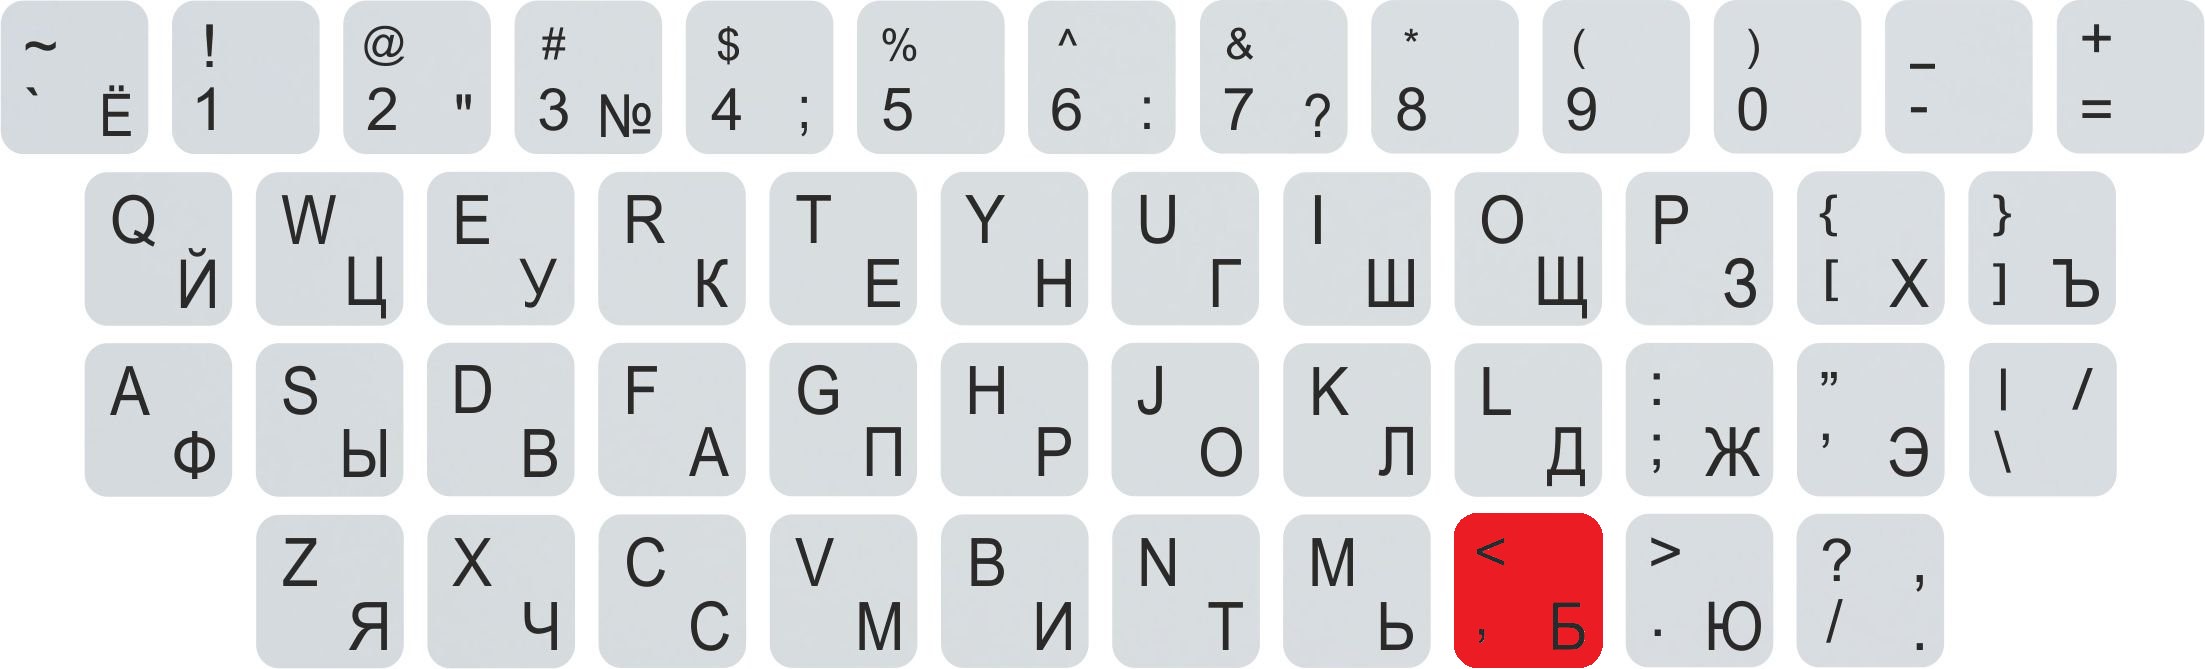 ~ ! @ # $ % ^ & * ( ) _ +
` Ё 1 2 " 3 № 4 ; 5 6 : 7 ? 8 9 0 - =
Q W E R T Y U I O P { }
Й Ц У К Е Н Г Ш Щ З [ Х ] Ъ
A S D F G H J K L : ” | /
Ф Ы В А П Р О Л Д ; Ж ’ Э \
Z X C V B N M < > ? ,
Я Ч С М И Т Ь , Б . Ю / .